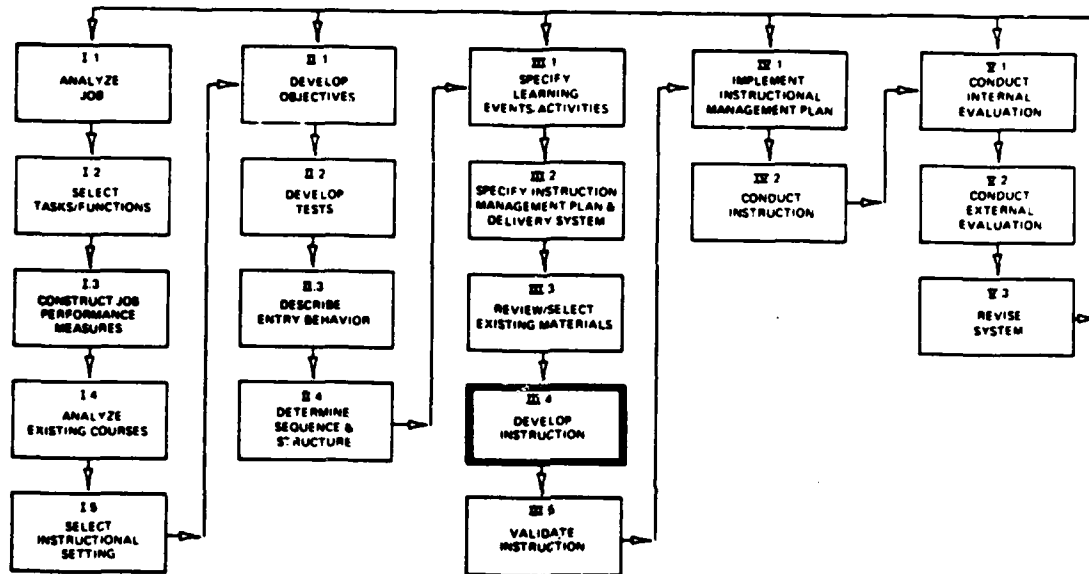 I 1
ANALYZE
JOB
I 2
SELECT
TASKS/FUNCTIONS
I.3
CONSTRUCT JOB
PERFORMANCE
MEASURES
I 4
ANALYZE
EXISTING COURSES
I 5
SELECT
INSTRUCTIONAL
SETTING
II 1
DEVELOP
OBJECTIVES
II 2
DEVELOP
TESTS
II.3
DESCRIBE
ENTRY BEHAVIOR
II 4
DETERMINE
SEQUENCE &
STRUCTURE
III 1
SPECIFY
LEARNING
EVENTS/ACTIVITIES
III 2
SPECIFY INSTRUCTION
MANAGEMENT PLAN &
DELIVERY SYSTEM
III 3
REVIEW/SELECT
EXISTING MATERIALS
III 4
DEVELOP
INSTRUCTION
III 5
VALIDATE
INSTRUCTION
IV 1
IMPLEMENT
INSTRUCTIONAL
MANAGEMENT PLAN
IV 2
CONDUCT
INSTRUCTION
V 1
CONDUCT
INTERNAL
EVALUATION
V 2
CONDUCT
EXTERNAL
EVALUATION
V 3
REVISE
SYSTEM